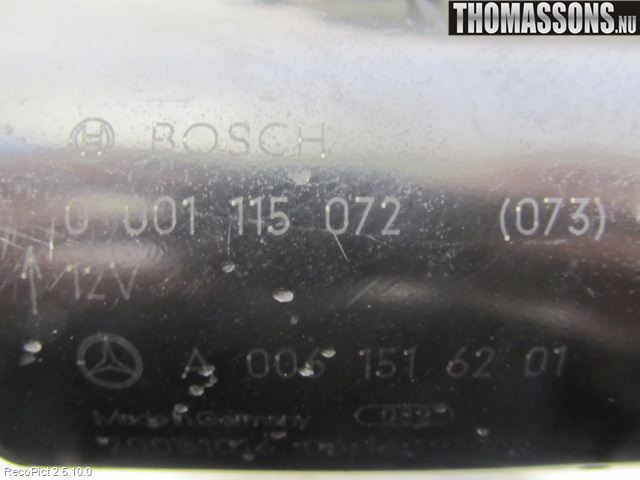 THOMASSONS.NU
BOSCH
0 001 115 072 (073)
12V
A 006 151 62 01
Made in Germany
RecoPict 2.5.10.0